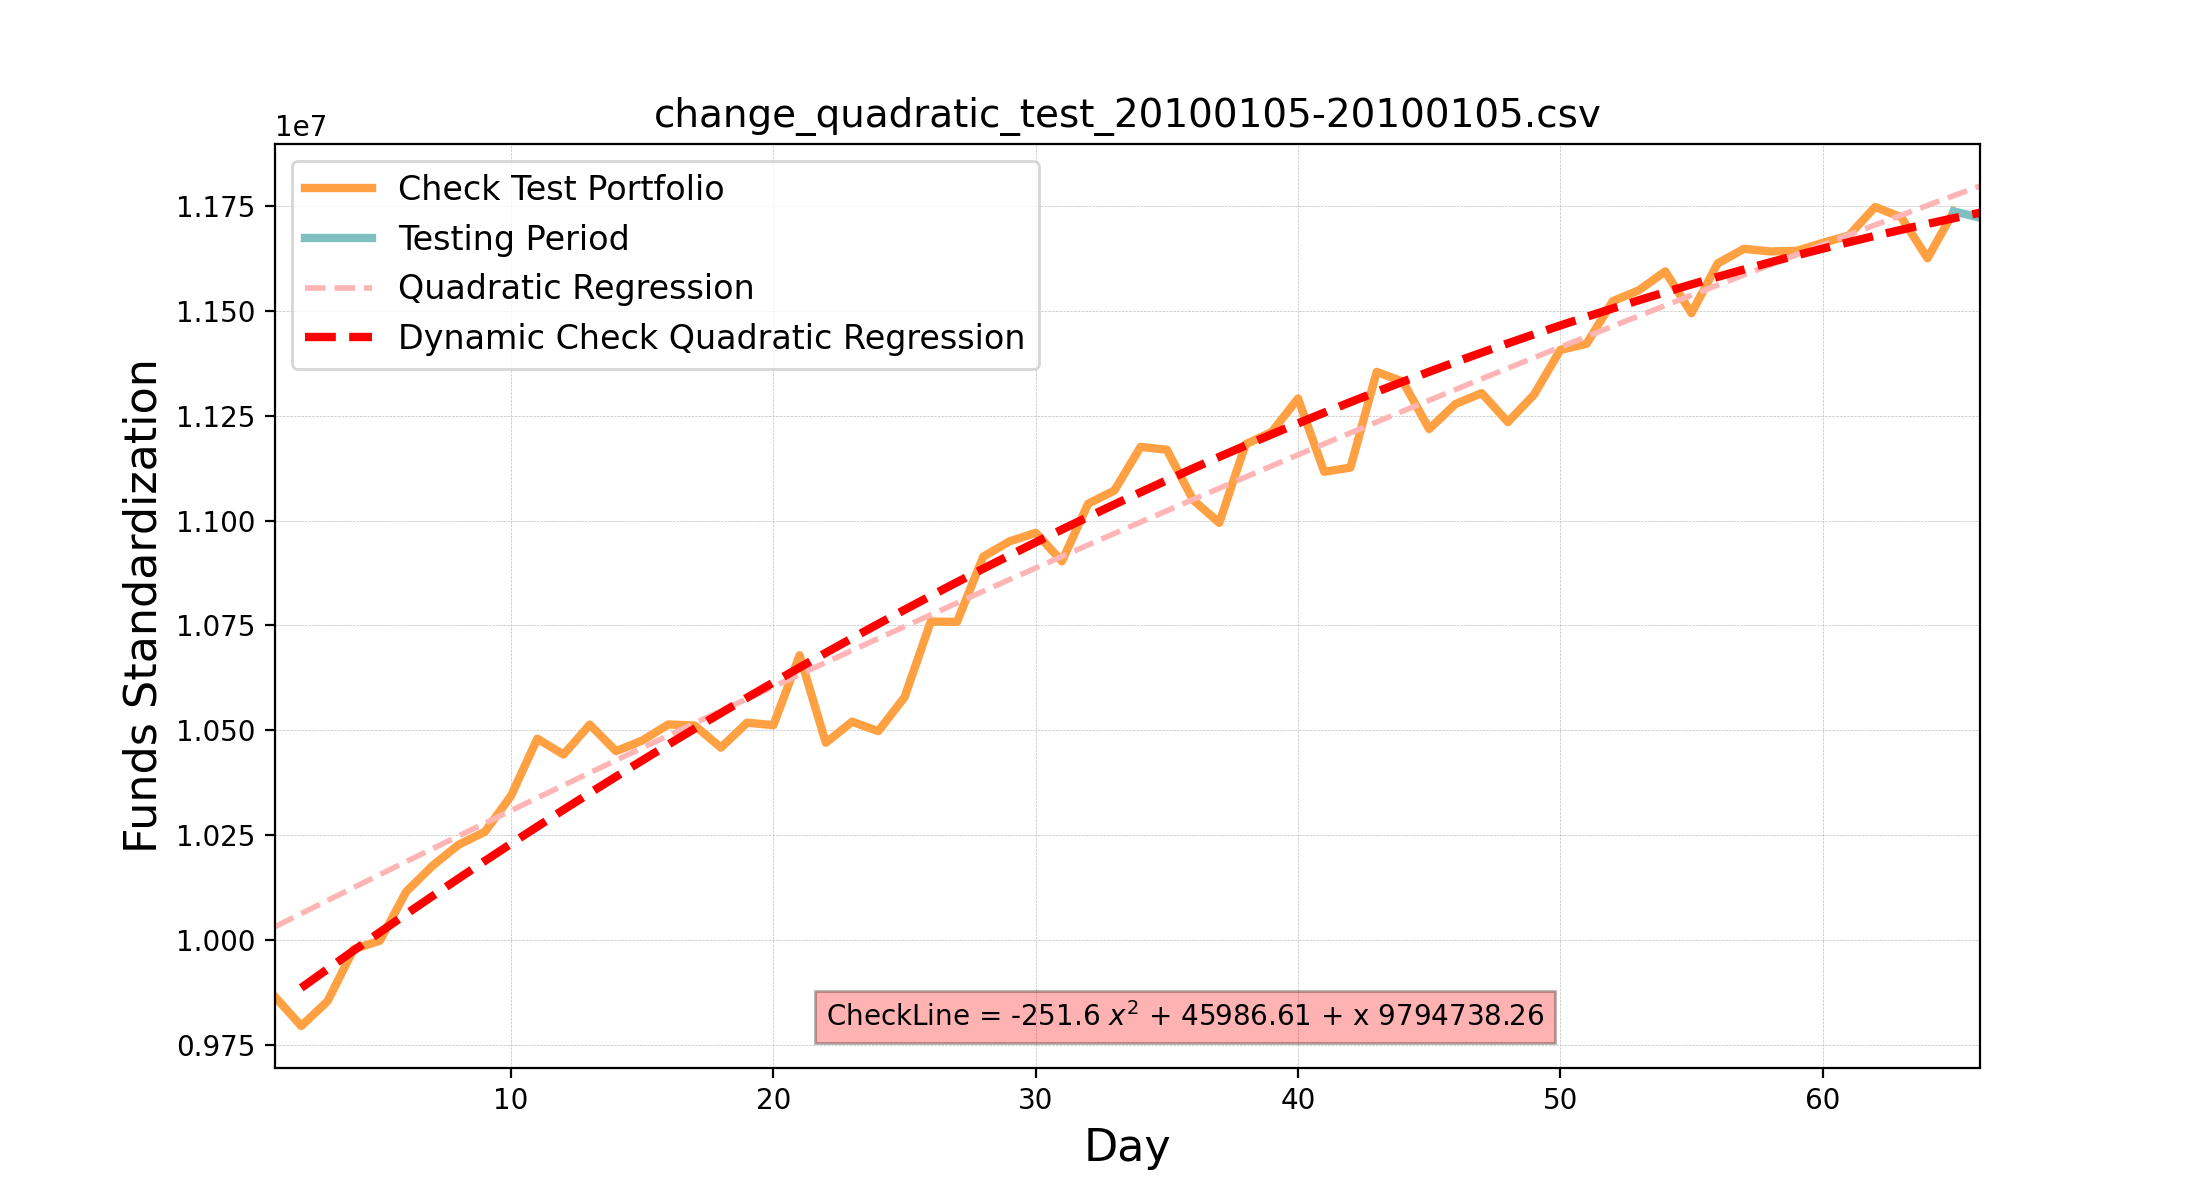 change_quadratic_test_20100105-20100105.csv
1e7
Check Test Portfolio
Testing Period
Quadratic Regression
Dynamic Check Quadratic Regression
1.175
1.150
1.125
1.100
1.075
1.050
1.025
1.000
0.975
Funds Standardization
CheckLine = -251.6 x² + 45986.61 + x 9794738.26
10 20 30 40 50 60
Day